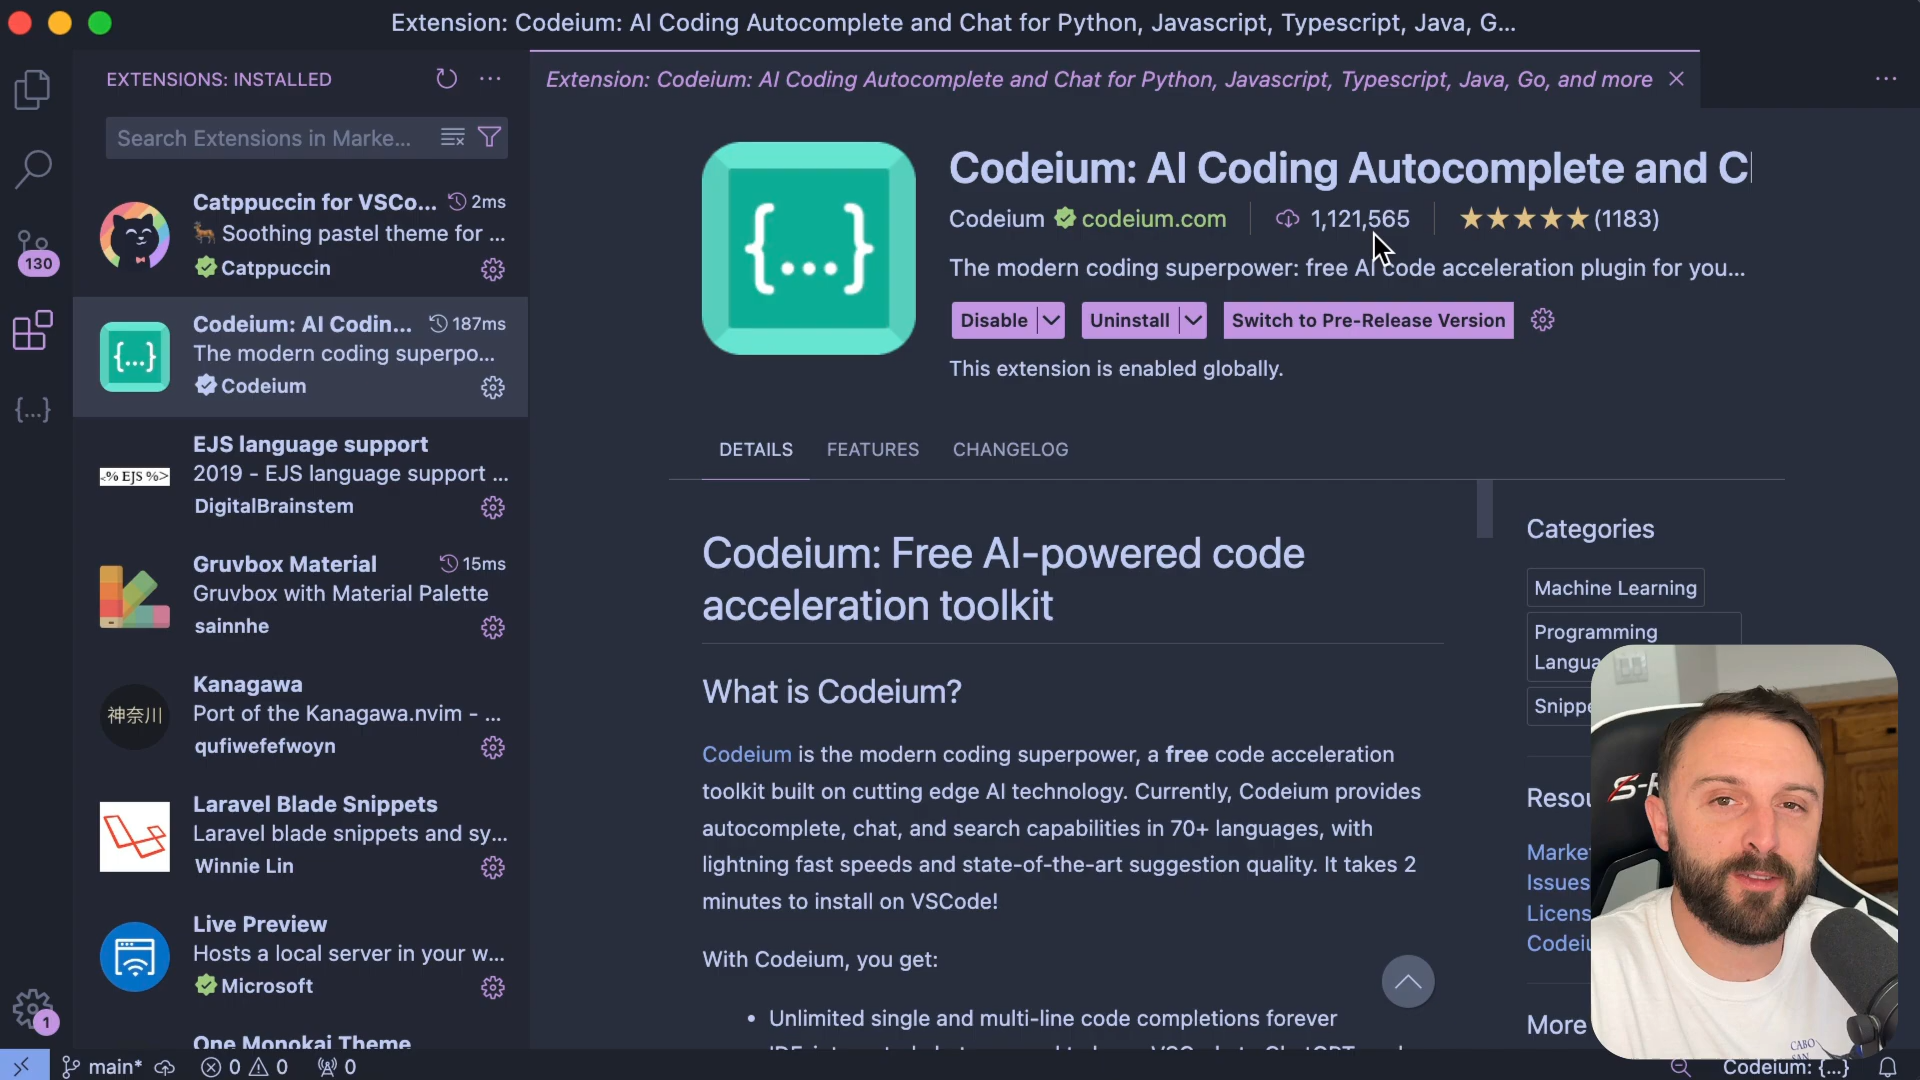 Extension: Codeium: AI Coding Autocomplete and Chat for Python, Javascript, Typescript, Java, G...
EXTENSIONS: INSTALLED
Search Extensions in Marke...
Catppuccin for VSCo... 2ms
Soothing pastel theme for ...
Catppuccin
130
Codeium: AI Codin... 187ms
The modern coding superpo...
Codeium
{...}
{...}
EJS language support
2019 - EJS language support ...
DigitalBrainstem
<% EJS %>
Gruvbox Material 15ms
Gruvbox with Material Palette
sainnhe
Kanagawa
Port of the Kanagawa.nvim - ...
qufiwefefwoyn
神奈川
Laravel Blade Snippets
Laravel blade snippets and sy...
Winnie Lin
Live Preview
Hosts a local server in your w...
Microsoft
One Monokai Theme
1
Extension: Codeium: AI Coding Autocomplete and Chat for Python, Javascript, Typescript, Java, Go, and more
{...}
Codeium: AI Coding Autocomplete and C
Codeium codeium.com 1,121,565 ★★★★★ (1183)
The modern coding superpower: free AI code acceleration plugin for you...
Disable Uninstall Switch to Pre-Release Version
This extension is enabled globally.
DETAILS FEATURES CHANGELOG
Codeium: Free AI-powered code
acceleration toolkit
What is Codeium?
Codeium is the modern coding superpower, a free code acceleration
toolkit built on cutting edge AI technology. Currently, Codeium provides
autocomplete, chat, and search capabilities in 70+ languages, with
lightning fast speeds and state-of-the-art suggestion quality. It takes 2
minutes to install on VSCode!
With Codeium, you get:
• Unlimited single and multi-line code completions forever
Categories
Machine Learning
Programming
Langua
Snippe
Resou
Marke
Issues
Licens
Codeiu
More
S-R
CABO
SAN
main* 0 0 0
Codeium: {...}